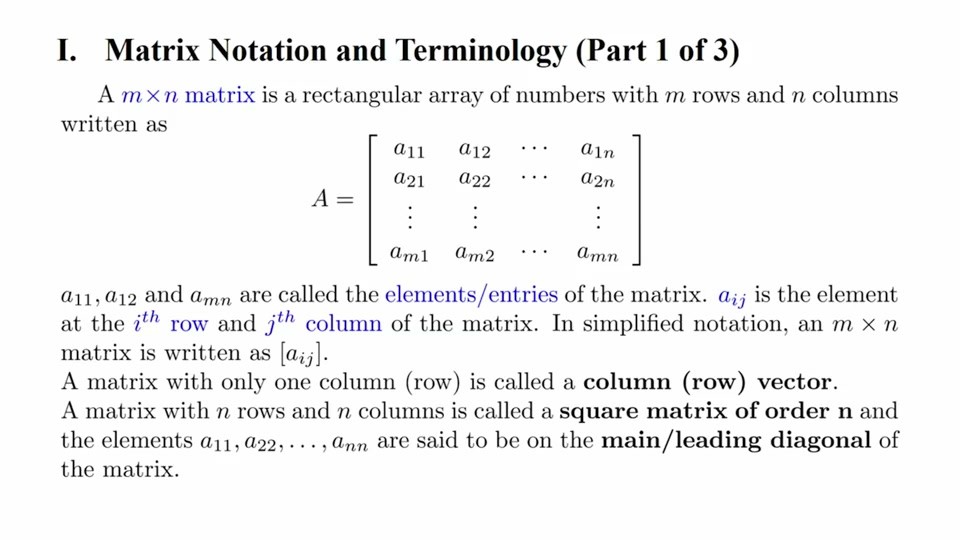 I. Matrix Notation and Terminology (Part 1 of 3)
A m×n matrix is a rectangular array of numbers with m rows and n columns
written as
A = [ a₁₁ a₁₂ ⋯ a₁ₙ
a₂₁ a₂₂ ⋯ a₂ₙ
⋮ ⋮ ⋮
aₘ₁ aₘ₂ ⋯ aₘₙ ]
a₁₁, a₁₂ and aₘₙ are called the elements/entries of the matrix. aᵢⱼ is the element
at the iᵗʰ row and jᵗʰ column of the matrix. In simplified notation, an m × n
matrix is written as [aᵢⱼ].
A matrix with only one column (row) is called a column (row) vector.
A matrix with n rows and n columns is called a square matrix of order n and
the elements a₁₁, a₂₂, . . . , aₙₙ are said to be on the main/leading diagonal of
the matrix.